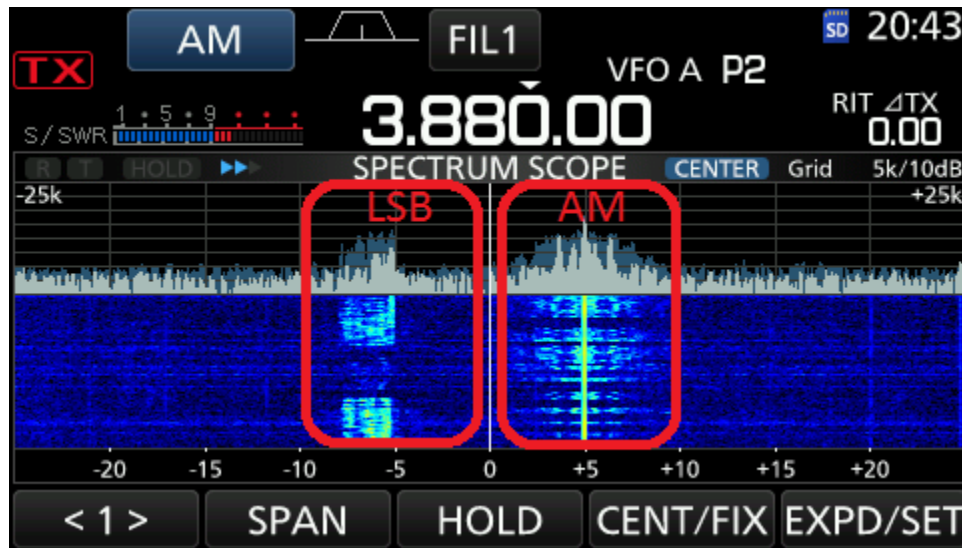 AM FIL1 SD 20:43
TX VFO A P2
1 5 9 3.880.00 RIT ⊿TX
S/SWR 0.00
R T HOLD SPECTRUM SCOPE CENTER Grid 5k/10dB
-25k LSB AM +25k
-20 -15 -10 -5 0 +5 +10 +15 +20
< 1 > SPAN HOLD CENT/FIX EXPD/SET